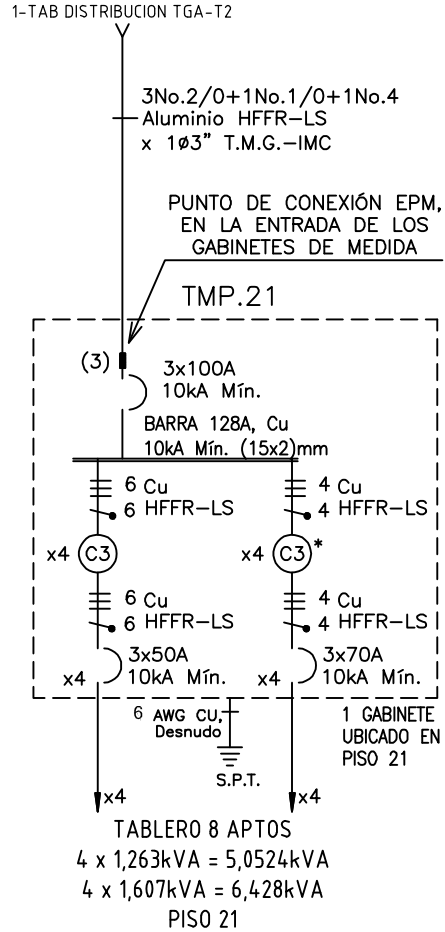 1-TAB DISTRIBUCION TGA-T2
3No.2/0+1No.1/0+1No.4
Aluminio HFFR-LS
x 1ø3" T.M.G.-IMC
PUNTO DE CONEXIÓN EPM,
EN LA ENTRADA DE LOS
GABINETES DE MEDIDA
TMP.21
(3)
3x100A
10kA Mín.
BARRA 128A, Cu
10kA Mín. (15x2)mm
6 Cu
6 HFFR-LS
4 Cu
4 HFFR-LS
x4 C3
x4 C3 *
6 Cu
6 HFFR-LS
4 Cu
4 HFFR-LS
3x50A
10kA Mín.
x4
3x70A
10kA Mín.
x4
6 AWG CU,
Desnudo
S.P.T.
1 GABINETE
UBICADO EN
PISO 21
x4
x4
TABLERO 8 APTOS
4 x 1,263kVA = 5,0524kVA
4 x 1,607kVA = 6,428kVA
PISO 21